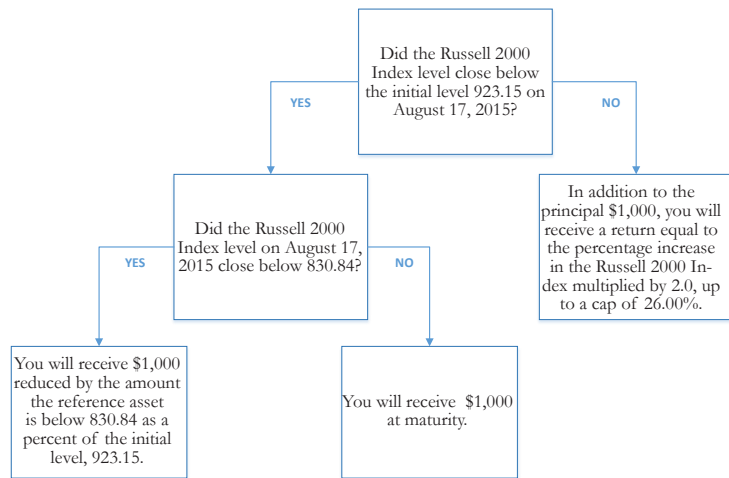 Did the Russell 2000
Index level close below
the initial level 923.15 on
August 17, 2015?
YES
NO
Did the Russell 2000
Index level on August 17,
2015 close below 830.84?
In addition to the
principal $1,000, you will
receive a return equal to
the percentage increase
in the Russell 2000 In-
dex multiplied by 2.0, up
to a cap of 26.00%.
YES
NO
You will receive $1,000
reduced by the amount
the reference asset
is below 830.84 as a
percent of the initial
level, 923.15.
You will receive $1,000
at maturity.